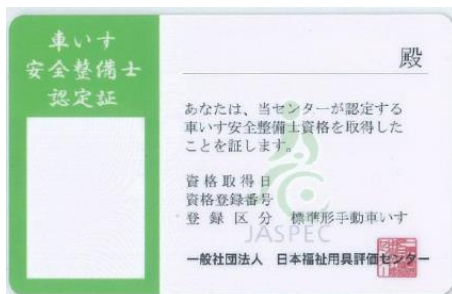 車いす
安全整備士
認定証
殿
あなたは、当センターが認定する
車いす安全整備士資格を取得した
ことを証します。
資格取得日
資格登録番号
登録区分 標準形手動車いす
JASPEC
一般社団法人 日本福祉用具評価センター